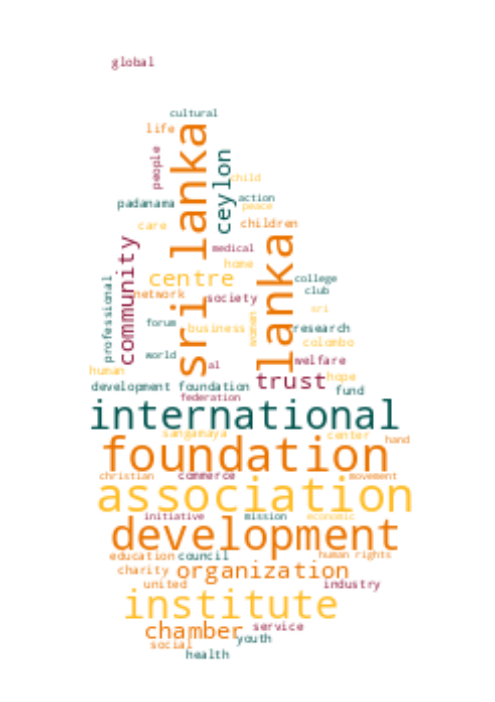 global
cultural
life
sri lanka
people
ceylon
child
padanama
action
peace
care
children
community
lanka
medical
home
centre
college
professional
network
society
club
sri
forum
business
women
research
colombo
world
al
welfare
human
trust
hope
development foundation
fund
federation
international
sangamaya
center
hand
foundation
christian
commerce
movement
association
initiative
mission
economic
development
education
council
human rights
charity
organization
united
industry
institute
chamber
service
youth
social
health